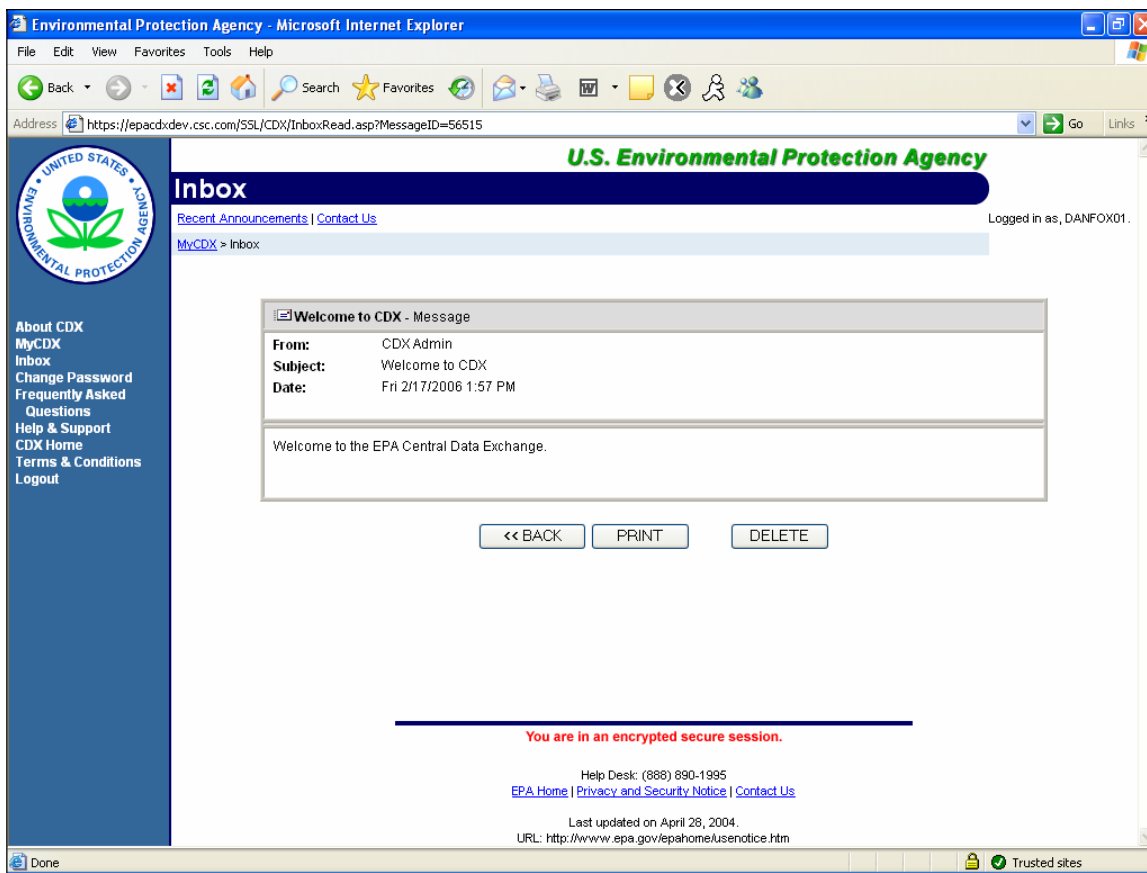 Environmental Protection Agency - Microsoft Internet Explorer
File Edit View Favorites Tools Help
Back Search Favorites
Address https://epacdxdev.csc.com/SSL/CDX/InboxRead.asp?MessageID=56515 Go Links
UNITED STATES ENVIRONMENTAL PROTECTION AGENCY
U.S. Environmental Protection Agency
Inbox
Recent Announcements | Contact Us Logged in as, DANFOX01.
MyCDX > Inbox
About CDX
MyCDX
Inbox
Change Password
Frequently Asked
Questions
Help & Support
CDX Home
Terms & Conditions
Logout
Welcome to CDX - Message
From: CDX Admin
Subject: Welcome to CDX
Date: Fri 2/17/2006 1:57 PM
Welcome to the EPA Central Data Exchange.
<< BACK PRINT DELETE
You are in an encrypted secure session.
Help Desk: (888) 890-1995
EPA Home | Privacy and Security Notice | Contact Us
Last updated on April 28, 2004.
URL: http://www.epa.gov/epahome/usenotice.htm
Done Trusted sites